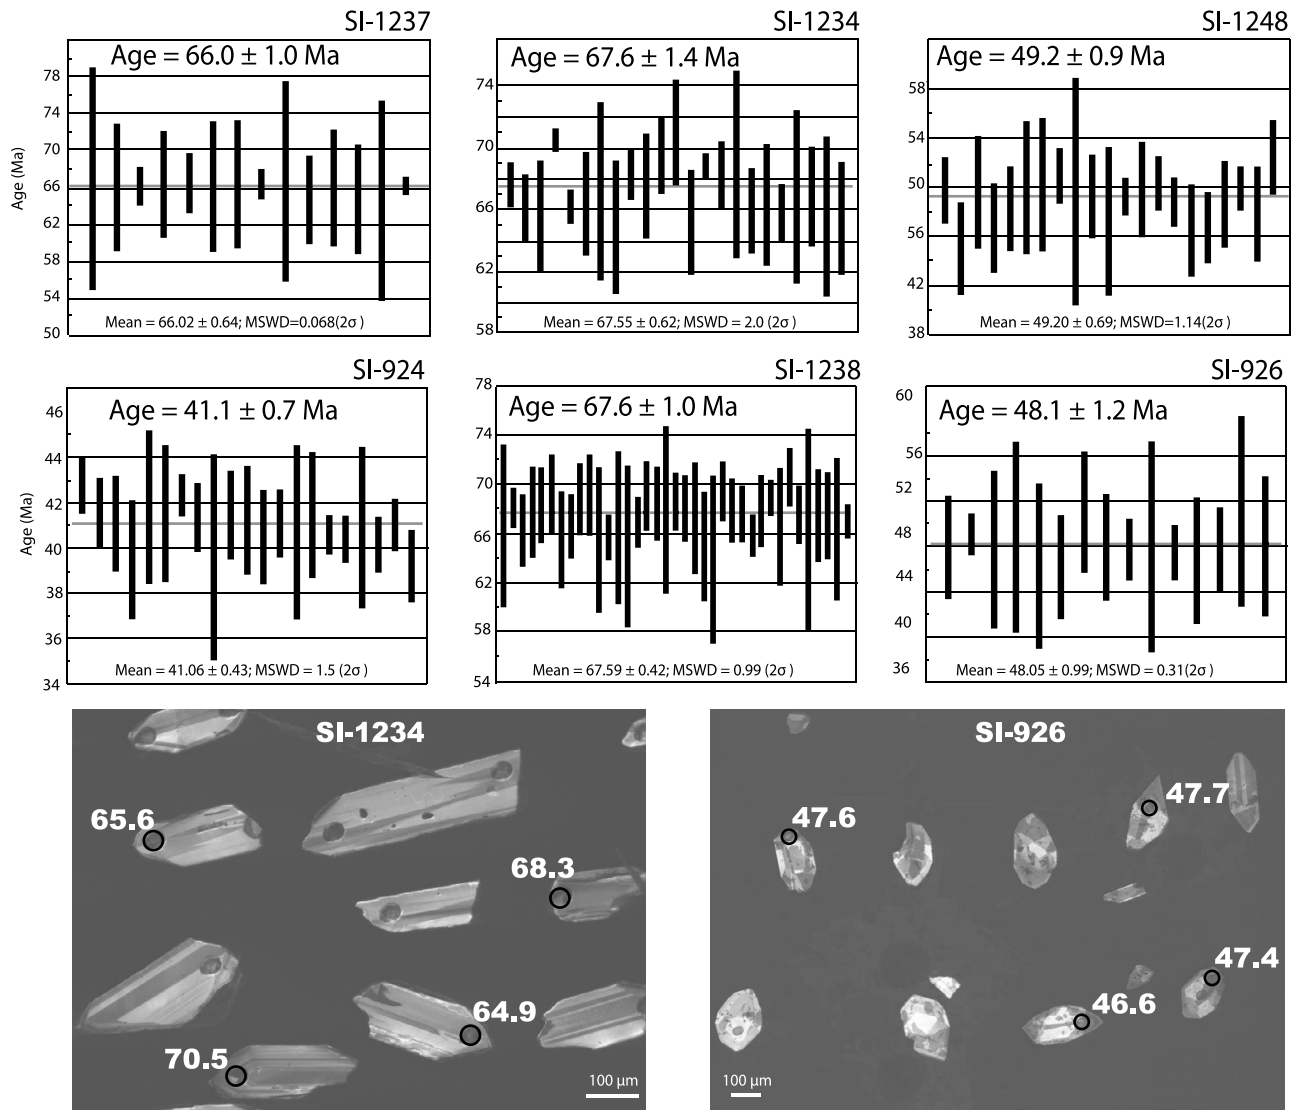 SI-1237
Age = 66.0 ± 1.0 Ma
Age (Ma)
78
74
70
66
62
58
54
50
Mean = 66.02 ± 0.64; MSWD=0.068(2σ )
SI-1234
Age = 67.6 ± 1.4 Ma
74
70
66
62
58
Mean = 67.55 ± 0.62; MSWD = 2.0 (2σ )
SI-1248
Age = 49.2 ± 0.9 Ma
58
54
50
56
42
38
Mean = 49.20 ± 0.69; MSWD=1.14(2σ )
SI-924
Age = 41.1 ± 0.7 Ma
Age (Ma)
46
44
42
40
38
36
34
Mean = 41.06 ± 0.43; MSWD = 1.5 (2σ )
SI-1238
Age = 67.6 ± 1.0 Ma
78
74
70
66
62
58
54
Mean = 67.59 ± 0.42; MSWD = 0.99 (2σ )
SI-926
Age = 48.1 ± 1.2 Ma
60
56
52
48
44
40
36
Mean = 48.05 ± 0.99; MSWD = 0.31(2σ )
SI-1234
65.6
68.3
64.9
70.5
100 µm
SI-926
47.6
47.7
47.4
46.6
100 µm